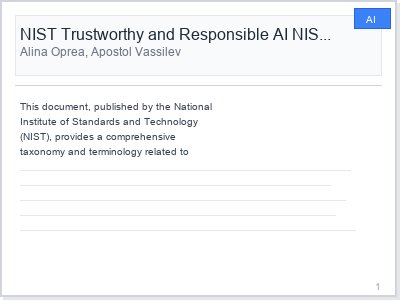 AI
NIST Trustworthy and Responsible AI NIS...
Alina Oprea, Apostol Vassilev
This document, published by the National
Institute of Standards and Technology
(NIST), provides a comprehensive
taxonomy and terminology related to
1